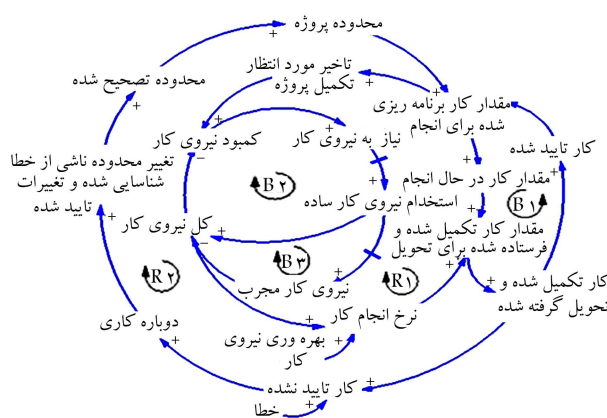 محدوده پروژه
تاخیر مورد انتظار
تکمیل پروژه
محدوده تصحیح شده
مقدار کار برنامه ریزی
شده برای انجام
کمبود نیروی کار
نیاز به نیروی کار
کار تایید شده
تغییر محدوده ناشی از خطا
شناسایی شده و تغییرات
تایید شده
مقدار کار در حال انجام
B۲
استخدام نیروی کار ساده
B۱
کل نیروی کار
مقدار کار تکمیل شده و
فرستاده شده برای تحویل
B۳
R۲
R۱
نیروی کار مجرب
کار تکمیل شده و
تحویل گرفته شده
نرخ انجام کار
دوباره کاری
بهره وری نیروی
کار
کار تایید نشده
خطا